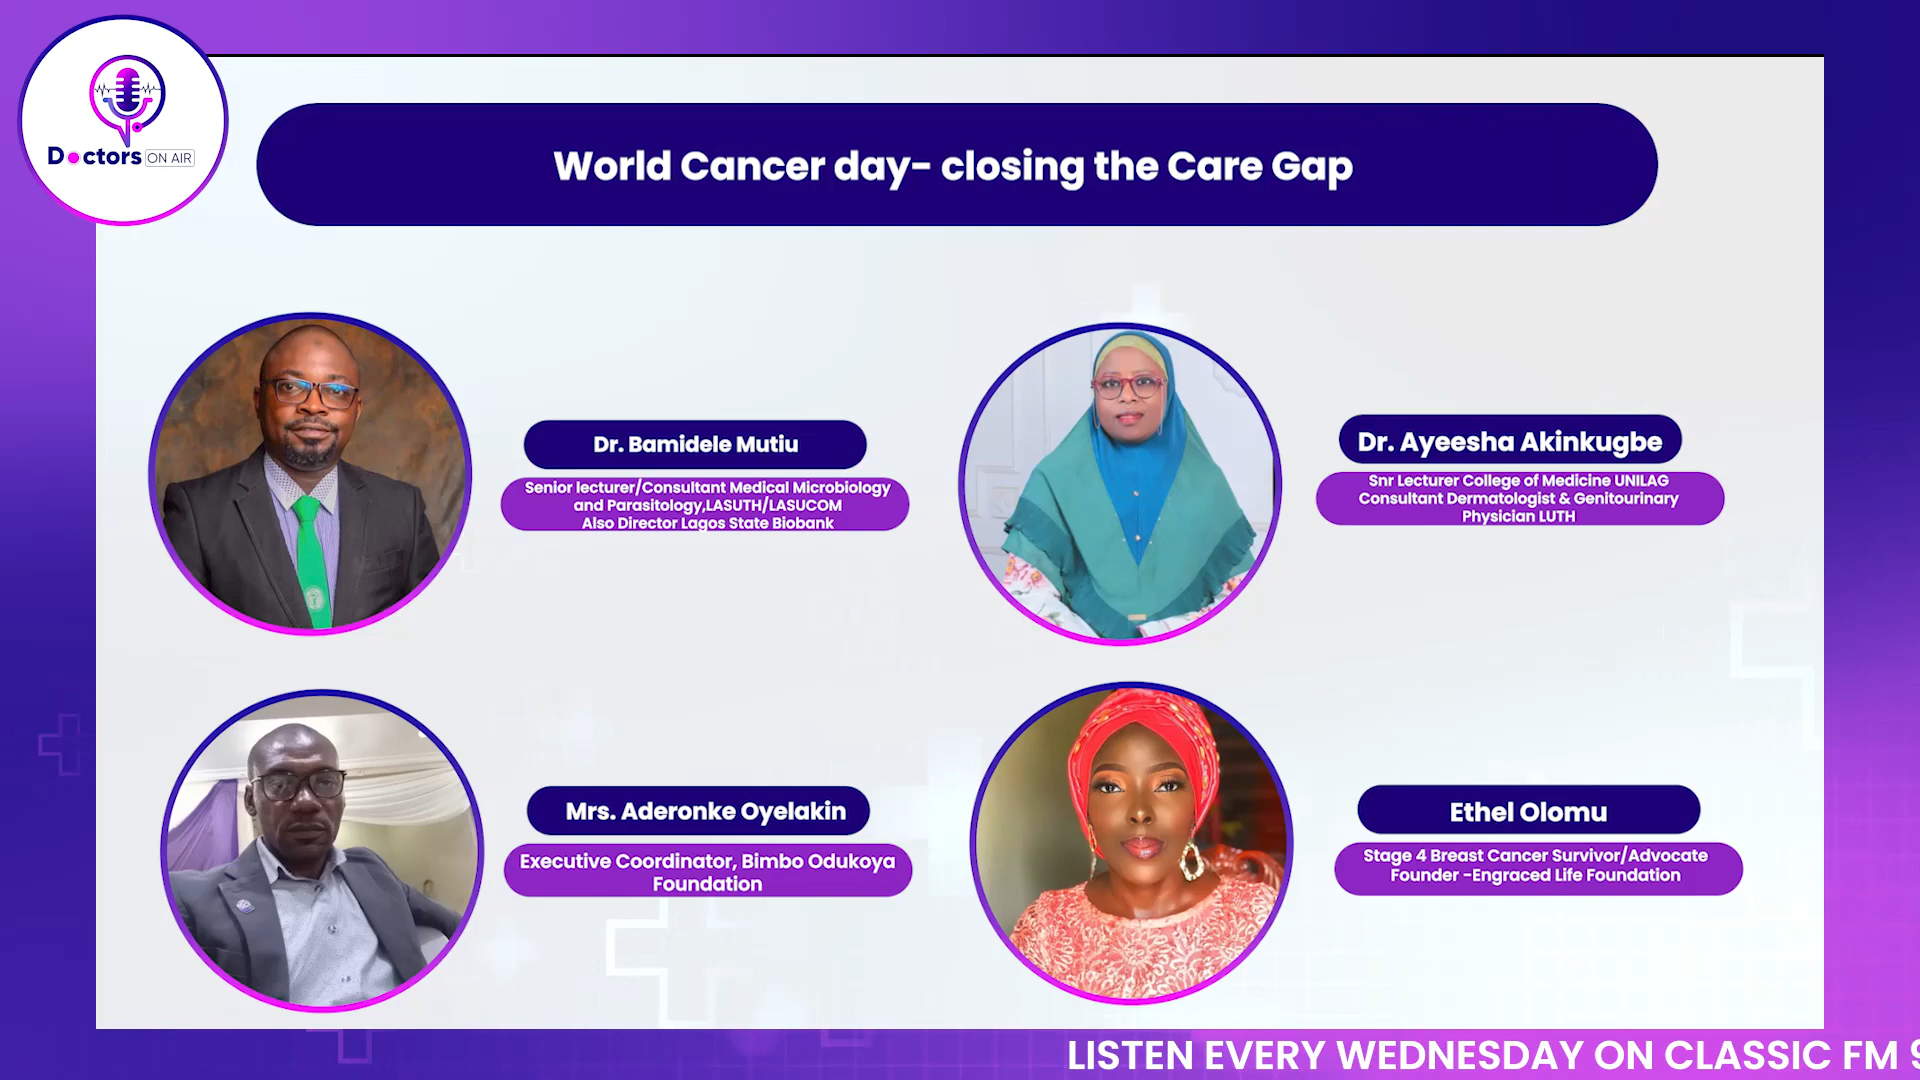 Doctors ON AIR
World Cancer day- closing the Care Gap
Dr. Bamidele Mutiu
Senior lecturer/Consultant Medical Microbiology
and Parasitology,LASUTH/LASUCOM
Also Director Lagos State Biobank
Dr. Ayeesha Akinkugbe
Snr Lecturer College of Medicine UNILAG
Consultant Dermatologist & Genitourinary
Physician LUTH
Mrs. Aderonke Oyelakin
Executive Coordinator, Bimbo Odukoya
Foundation
Ethel Olomu
Stage 4 Breast Cancer Survivor/Advocate
Founder -Engraced Life Foundation
LISTEN EVERY WEDNESDAY ON CLASSIC FM